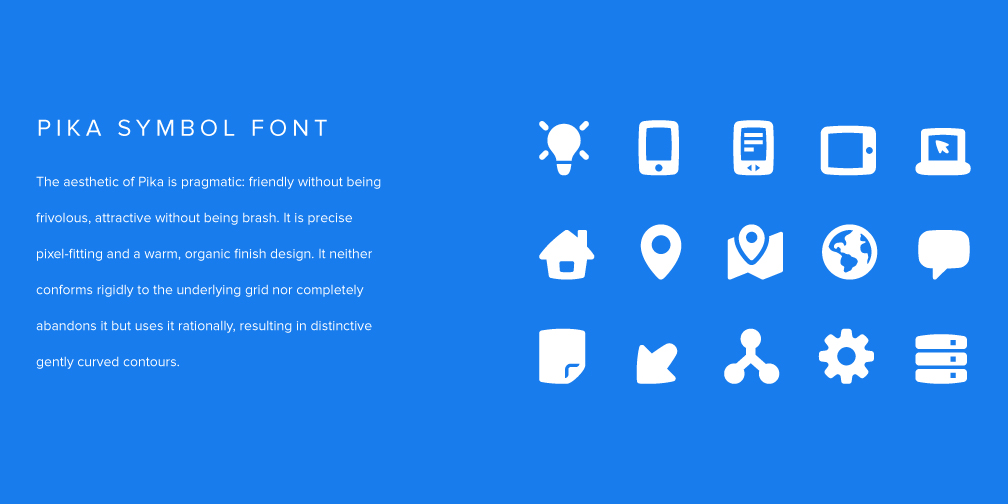 PIKA SYMBOL FONT
The aesthetic of Pika is pragmatic: friendly without being
frivolous, attractive without being brash. It is precise
pixel-fitting and a warm, organic finish design. It neither
conforms rigidly to the underlying grid nor completely
abandons it but uses it rationally, resulting in distinctive
gently curved contours.